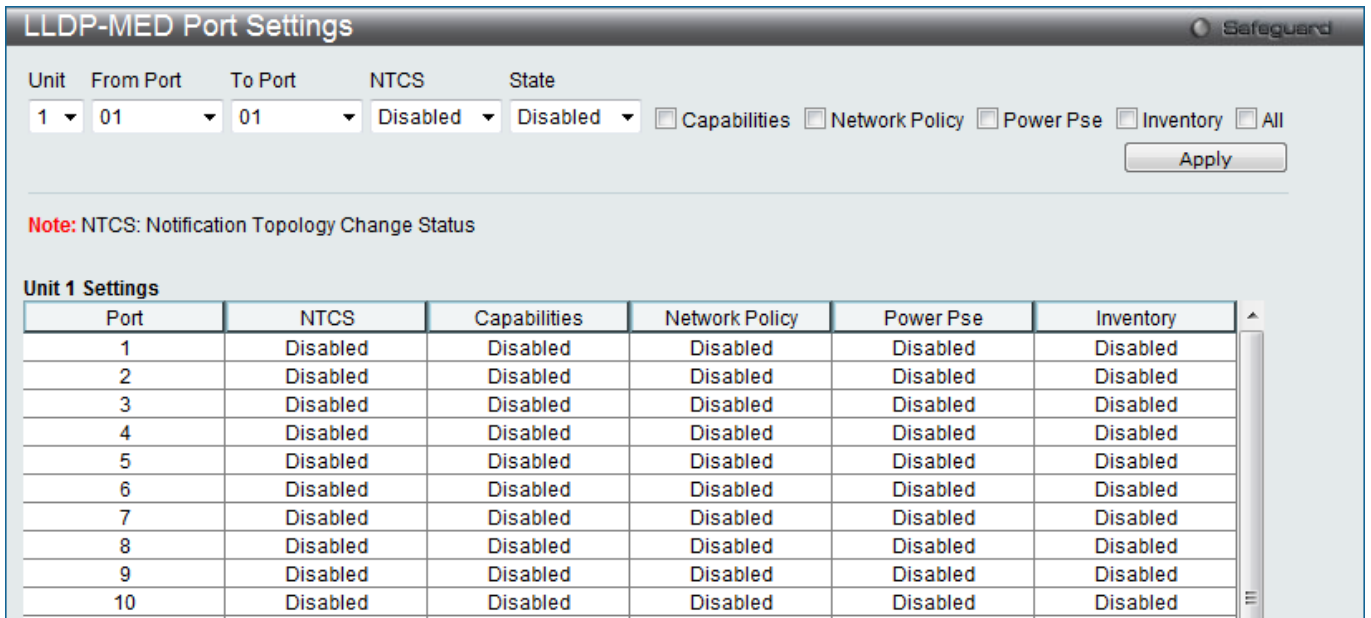 LLDP-MED Port Settings Safeguard
Unit From Port To Port NTCS State
1 01 01 Disabled Disabled Capabilities Network Policy Power Pse Inventory All
Apply
Note: NTCS: Notification Topology Change Status
Unit 1 Settings
Port NTCS Capabilities Network Policy Power Pse Inventory
1 Disabled Disabled Disabled Disabled Disabled
2 Disabled Disabled Disabled Disabled Disabled
3 Disabled Disabled Disabled Disabled Disabled
4 Disabled Disabled Disabled Disabled Disabled
5 Disabled Disabled Disabled Disabled Disabled
6 Disabled Disabled Disabled Disabled Disabled
7 Disabled Disabled Disabled Disabled Disabled
8 Disabled Disabled Disabled Disabled Disabled
9 Disabled Disabled Disabled Disabled Disabled
10 Disabled Disabled Disabled Disabled Disabled